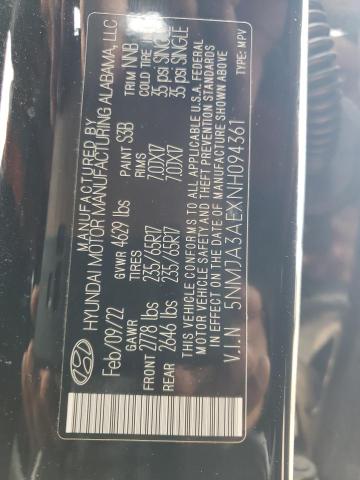 MANUFACTURED BY
HYUNDAI MOTOR MANUFACTURING ALABAMA, LLC
Feb/09/22 GVWR 4629 lbs PAINT S3B TRIM NNB
GAWR TIRES RIMS COLD TIRE
FRONT 2778 lbs 235/65R17 7.0JX17 35 PSI SINGLE
REAR 2646 lbs 235/65R17 7.0JX17 35 PSI SINGLE
THIS VEHICLE CONFORMS TO ALL APPLICABLE U.S.A. FEDERAL
MOTOR VEHICLE SAFETY AND THEFT PREVENTION STANDARDS
IN EFFECT ON THE DATE OF MANUFACTURE SHOWN ABOVE.
V.I.N 5NMJA3AEXNH094361 TYPE: MPV